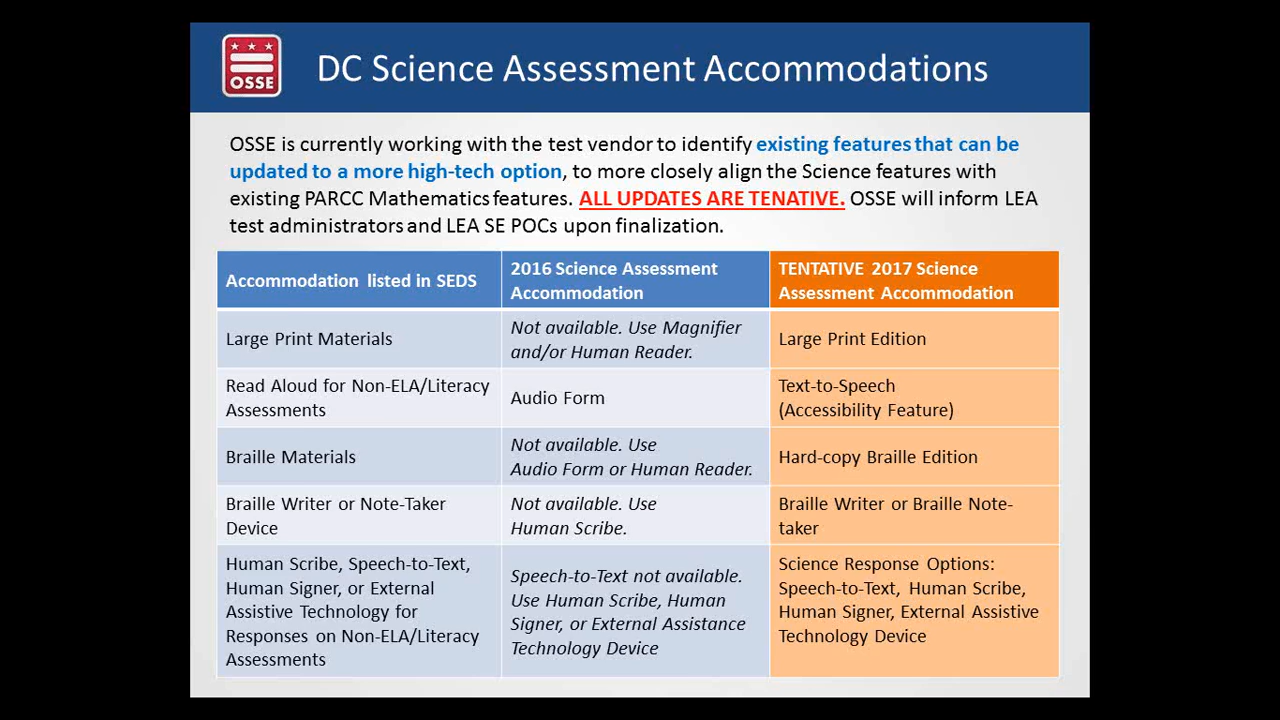 OSSE
DC Science Assessment Accommodations
OSSE is currently working with the test vendor to identify existing features that can be
updated to a more high-tech option, to more closely align the Science features with
existing PARCC Mathematics features. ALL UPDATES ARE TENATIVE. OSSE will inform LEA
test administrators and LEA SE POCs upon finalization.
Accommodation listed in SEDS
2016 Science Assessment
Accommodation
TENTATIVE 2017 Science
Assessment Accommodation
Large Print Materials
Not available. Use Magnifier
and/or Human Reader.
Large Print Edition
Read Aloud for Non-ELA/Literacy
Assessments
Audio Form
Text-to-Speech
(Accessibility Feature)
Braille Materials
Not available. Use
Audio Form or Human Reader.
Hard-copy Braille Edition
Braille Writer or Note-Taker
Device
Not available. Use
Human Scribe.
Braille Writer or Braille Note-
taker
Human Scribe, Speech-to-Text,
Human Signer, or External
Assistive Technology for
Responses on Non-ELA/Literacy
Assessments
Speech-to-Text not available.
Use Human Scribe, Human
Signer, or External Assistance
Technology Device
Science Response Options:
Speech-to-Text, Human Scribe,
Human Signer, External Assistive
Technology Device